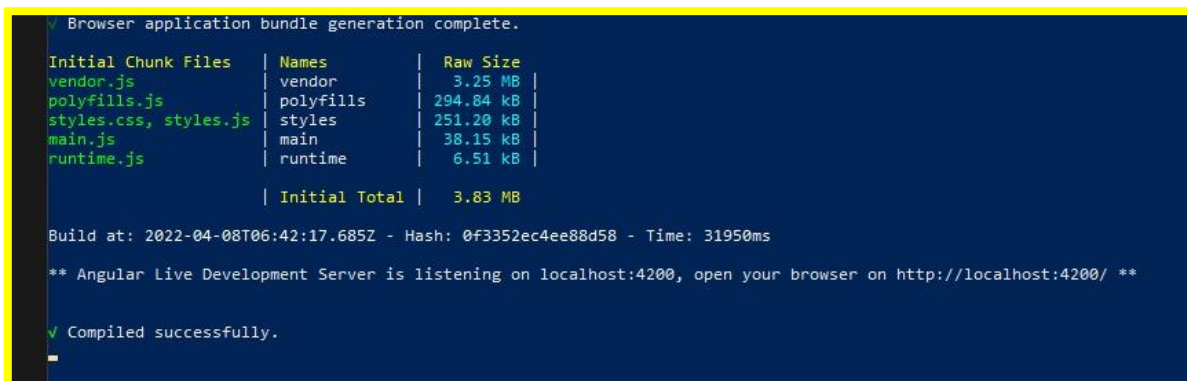 √ Browser application bundle generation complete.
Initial Chunk Files | Names | Raw Size
vendor.js | vendor | 3.25 MB |
polyfills.js | polyfills | 294.84 kB |
styles.css, styles.js | styles | 251.20 kB |
main.js | main | 38.15 kB |
runtime.js | runtime | 6.51 kB |
| Initial Total | 3.83 MB
Build at: 2022-04-08T06:42:17.685Z - Hash: 0f3352ec4ee88d58 - Time: 31950ms
** Angular Live Development Server is listening on localhost:4200, open your browser on http://localhost:4200/ **
√ Compiled successfully.